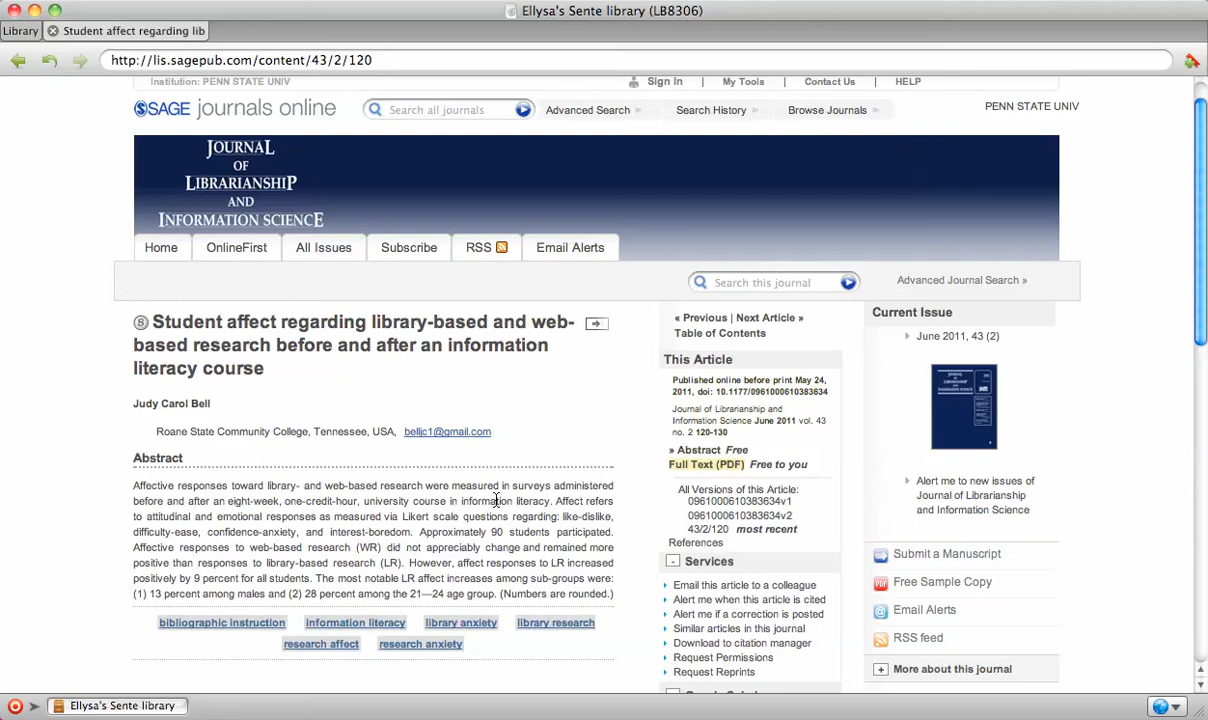 Ellysa's Sente library (LB8306)
Library
Student affect regarding lib
http://lis.sagepub.com/content/43/2/120
Institution: PENN STATE UNIV
Sign In | My Tools | Contact Us | HELP
SAGE journals online
Search all journals
Advanced Search
Search History
Browse Journals
PENN STATE UNIV
JOURNAL
OF
LIBRARIANSHIP
AND
INFORMATION SCIENCE
Home
OnlineFirst
All Issues
Subscribe
RSS
Email Alerts
Search this journal
Advanced Journal Search »
Student affect regarding library-based and web-
based research before and after an information
literacy course
Judy Carol Bell
Roane State Community College, Tennessee, USA, belljc1@gmail.com
Abstract
Affective responses toward library- and web-based research were measured in surveys administered
before and after an eight-week, one-credit-hour, university course in information literacy. Affect refers
to attitudinal and emotional responses as measured via Likert scale questions regarding: like-dislike,
difficulty-ease, confidence-anxiety, and interest-boredom. Approximately 90 students participated.
Affective responses to web-based research (WR) did not appreciably change and remained more
positive than responses to library-based research (LR). However, affect responses to LR increased
positively by 9 percent for all students. The most notable LR affect increases among sub-groups were:
(1) 13 percent among males and (2) 28 percent among the 21—24 age group. (Numbers are rounded.)
bibliographic instruction
information literacy
library anxiety
library research
research affect
research anxiety
« Previous | Next Article »
Table of Contents
This Article
Published online before print May 24,
2011, doi: 10.1177/0961000610383634
Journal of Librarianship and
Information Science June 2011 vol. 43
no. 2 120-130
» Abstract Free
Full Text (PDF) Free to you
All Versions of this Article:
0961000610383634v1
0961000610383634v2
43/2/120 most recent
References
- Services
Email this article to a colleague
Alert me when this article is cited
Alert me if a correction is posted
Similar articles in this journal
Download to citation manager
Request Permissions
Request Reprints
Current Issue
June 2011, 43 (2)
Alert me to new issues of
Journal of Librarianship
and Information Science
Submit a Manuscript
PDF
Free Sample Copy
@
Email Alerts
RSS feed
+ More about this journal
Ellysa's Sente library